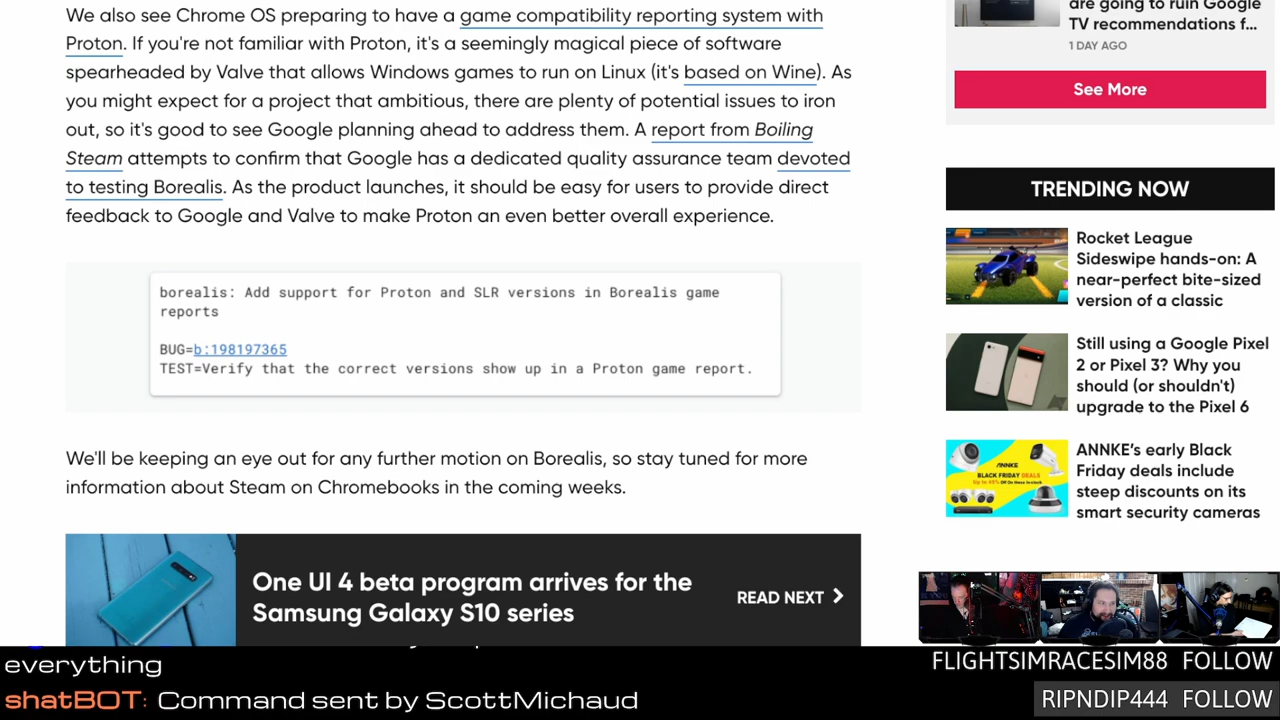 We also see Chrome OS preparing to have a game compatibility reporting system with
Proton. If you're not familiar with Proton, it's a seemingly magical piece of software
spearheaded by Valve that allows Windows games to run on Linux (it's based on Wine). As
you might expect for a project that ambitious, there are plenty of potential issues to iron
out, so it's good to see Google planning ahead to address them. A report from Boiling
Steam attempts to confirm that Google has a dedicated quality assurance team devoted
to testing Borealis. As the product launches, it should be easy for users to provide direct
feedback to Google and Valve to make Proton an even better overall experience.
borealis: Add support for Proton and SLR versions in Borealis game
reports
BUG=b:198197365
TEST=Verify that the correct versions show up in a Proton game report.
We'll be keeping an eye out for any further motion on Borealis, so stay tuned for more
information about Steam on Chromebooks in the coming weeks.
One UI 4 beta program arrives for the
Samsung Galaxy S10 series
READ NEXT
are going to ruin Google
TV recommendations f...
1 DAY AGO
See More
TRENDING NOW
Rocket League
Sideswipe hands-on: A
near-perfect bite-sized
version of a classic
Still using a Google Pixel
2 or Pixel 3? Why you
should (or shouldn't)
upgrade to the Pixel 6
ANNKE
BLACK FRIDAY DEALS
ANNKE's early Black
Friday deals include
steep discounts on its
smart security cameras
everything
shatBOT: Command sent by ScottMichaud
FLIGHTSIMRACESIM88 FOLLOW
RIPNDIP444 FOLLOW